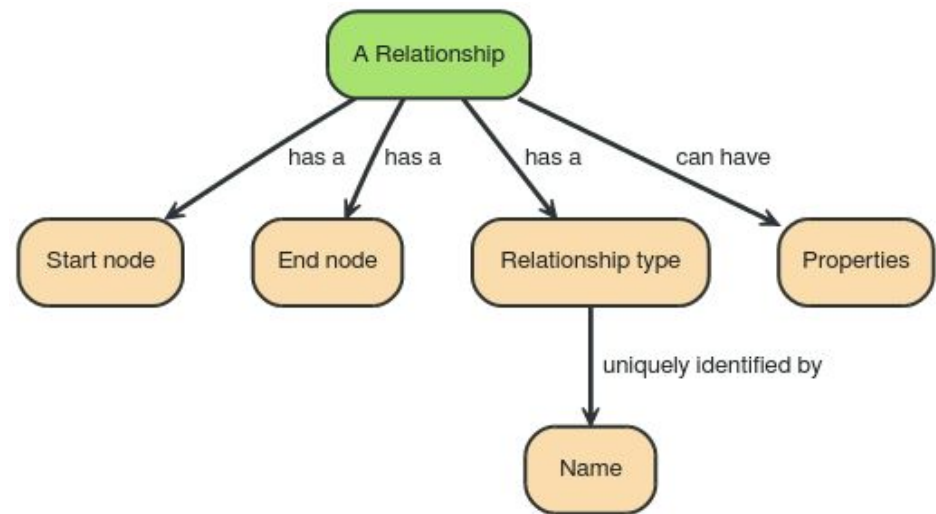 A Relationship
has a
has a
has a
can have
Start node
End node
Relationship type
Properties
uniquely identified by
Name